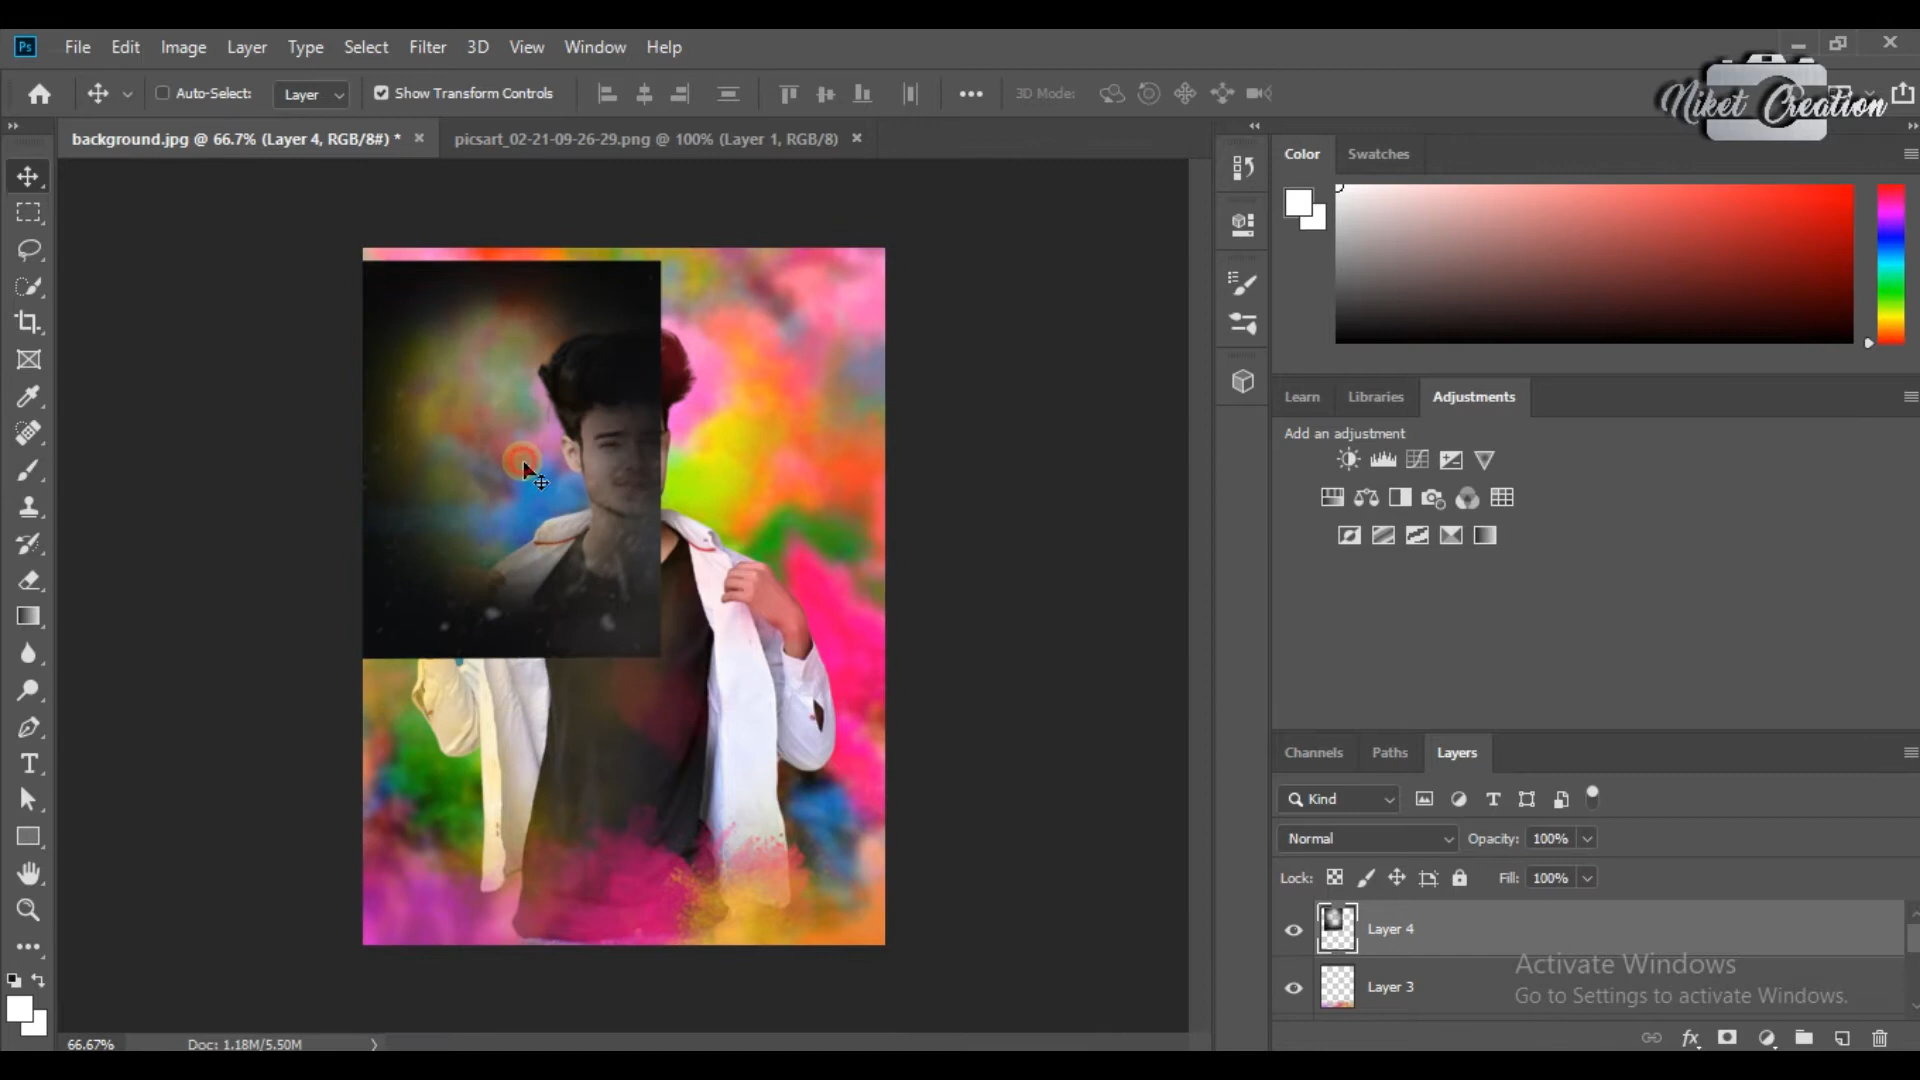 Ps File Edit Image Layer Type Select Filter 3D View Window Help
Auto-Select: Layer Show Transform Controls 3D Mode:
Niket Creation
background.jpg @ 66.7% (Layer 4, RGB/8#) * picsart_02-21-09-26-29.png @ 100% (Layer 1, RGB/8)
Color Swatches
Learn Libraries Adjustments
Add an adjustment
Channels Paths Layers
Kind
Normal Opacity: 100%
Lock: Fill: 100%
Layer 4
Layer 3
Activate Windows
Go to Settings to activate Windows.
66.67% Doc: 1.18M/5.50M